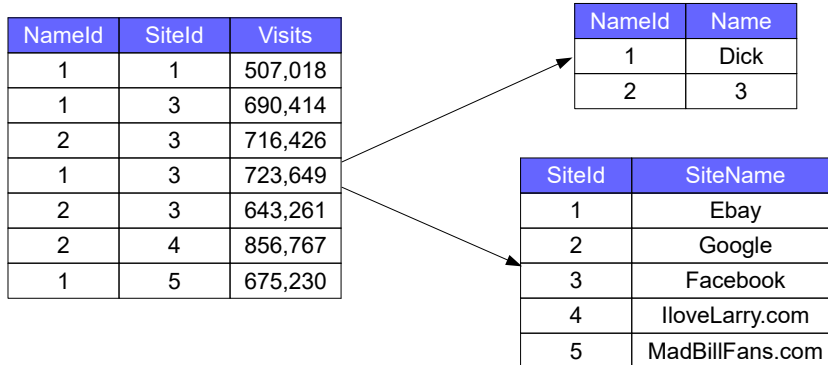 NameId SiteId Visits
1 1 507,018
1 3 690,414
2 3 716,426
1 3 723,649
2 3 643,261
2 4 856,767
1 5 675,230
NameId Name
1 Dick
2 3
SiteId SiteName
1 Ebay
2 Google
3 Facebook
4 IloveLarry.com
5 MadBillFans.com